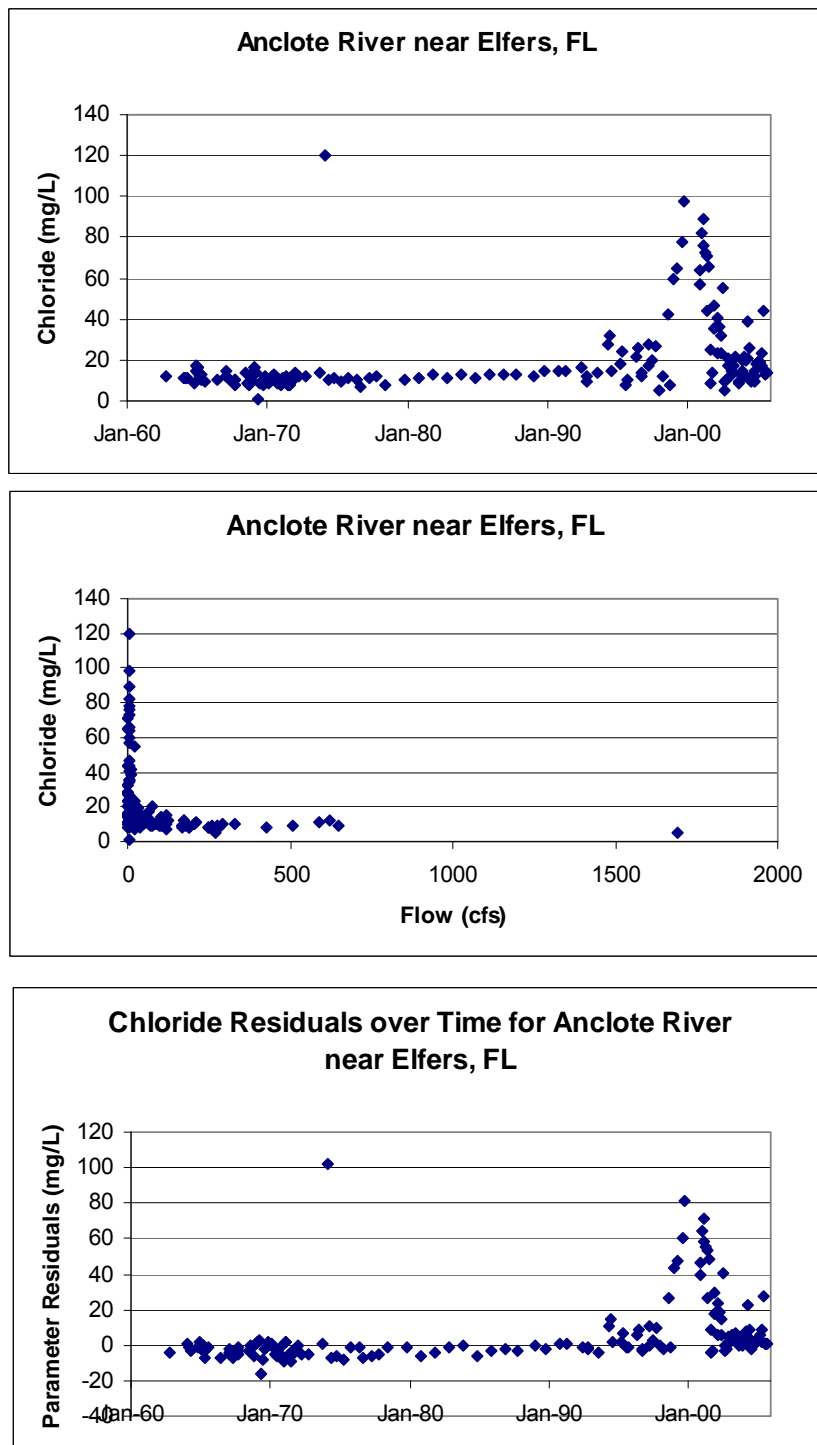 Anclote River near Elfers, FL
Chloride (mg/L)
140
120
100
80
60
40
20
0
Jan-60 Jan-70 Jan-80 Jan-90 Jan-00
Anclote River near Elfers, FL
Chloride (mg/L)
140
120
100
80
60
40
20
0
0 500 1000 1500 2000
Flow (cfs)
Chloride Residuals over Time for Anclote River
near Elfers, FL
Parameter Residuals (mg/L)
120
100
80
60
40
20
0
-20
-40
Jan-60 Jan-70 Jan-80 Jan-90 Jan-00